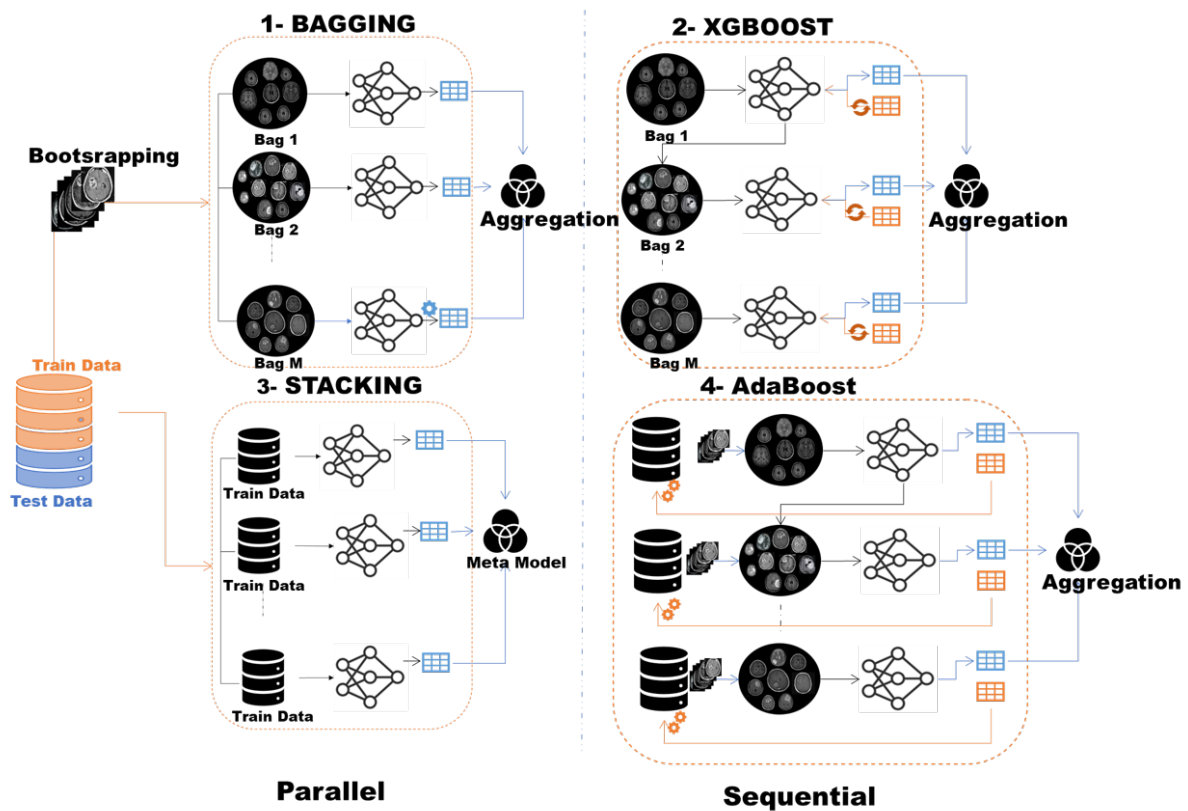 1- BAGGING
Bootsrapping
Bag 1
Bag 2
Aggregation
Bag M
Train Data
Test Data
2- XGBOOST
Bag 1
Bag 2
Aggregation
Bag M
3- STACKING
Train Data
Train Data
Meta Model
Train Data
4- AdaBoost
Aggregation
Parallel
Sequential